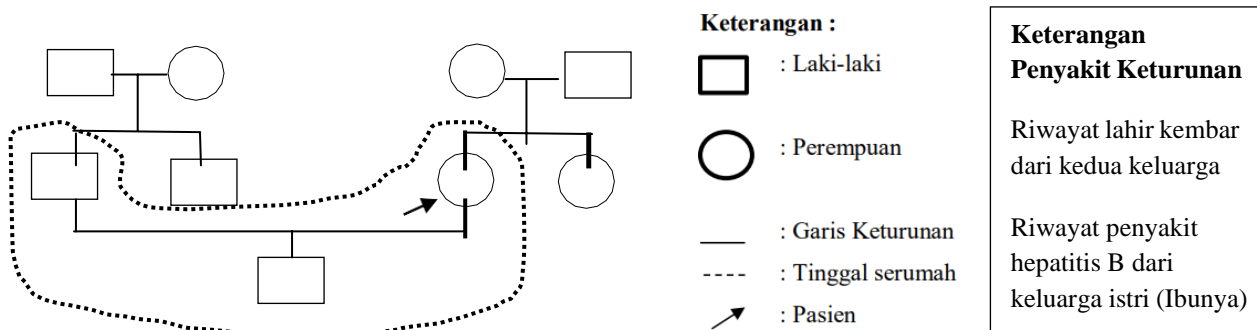 Keterangan :
: Laki-laki
: Perempuan
: Garis Keturunan
: Tinggal serumah
: Pasien
Keterangan
Penyakit Keturunan
Riwayat lahir kembar
dari kedua keluarga
Riwayat penyakit
hepatitis B dari
keluarga istri (Ibunya)